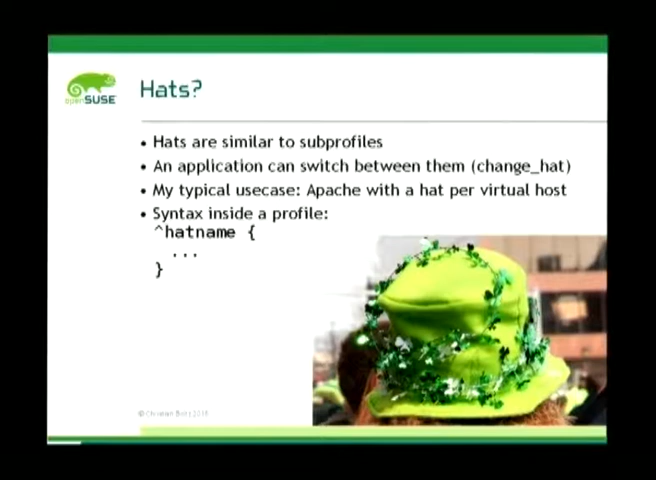 openSUSE
Hats?
• Hats are similar to subprofiles
• An application can switch between them (change_hat)
• My typical usecase: Apache with a hat per virtual host
• Syntax inside a profile:
^hatname {
...
}